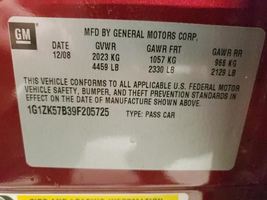 GM
MFD BY GENERAL MOTORS CORP.
DATE GVWR GAWR FRT GAWR RR
12/08 2023 KG 1057 KG 966 KG
4459 LB 2330 LB 2129 LB
THIS VEHICLE CONFORMS TO ALL APPLICABLE U.S. FEDERAL MOTOR
VEHICLE SAFETY, BUMPER, AND THEFT PREVENTION STANDARDS IN
EFFECT ON THE DATE OF MANUFACTURE SHOWN ABOVE.
1G1ZK57B39F205725 TYPE: PASS CAR
INFORMATION